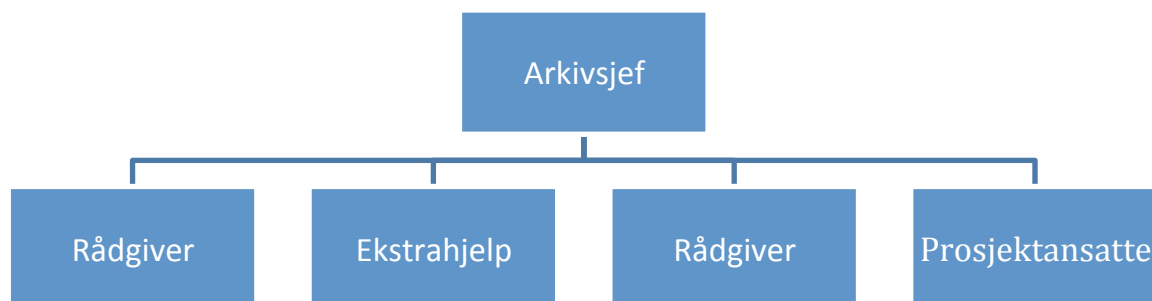 Arkivsjef
Rådgiver
Ekstrahjelp
Rådgiver
Prosjektansatte